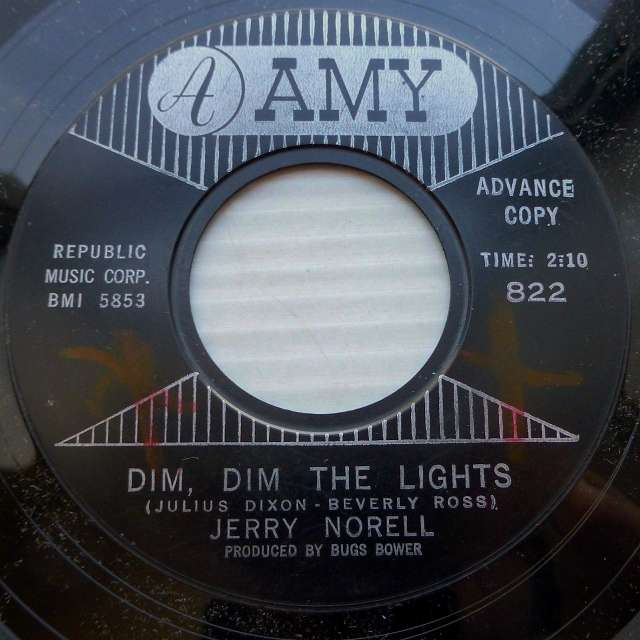 A AMY
ADVANCE
COPY
REPUBLIC
MUSIC CORP.
BMI 5853
TIME: 2:10
822
DIM, DIM THE LIGHTS
(JULIUS DIXON - BEVERLY ROSS)
JERRY NORELL
PRODUCED BY BUGS BOWER